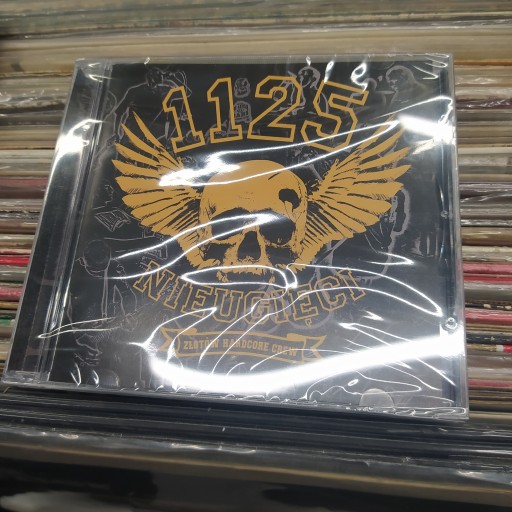 1125
NIEUGIĘCI
ZŁOTÓW HARDCORE CREW